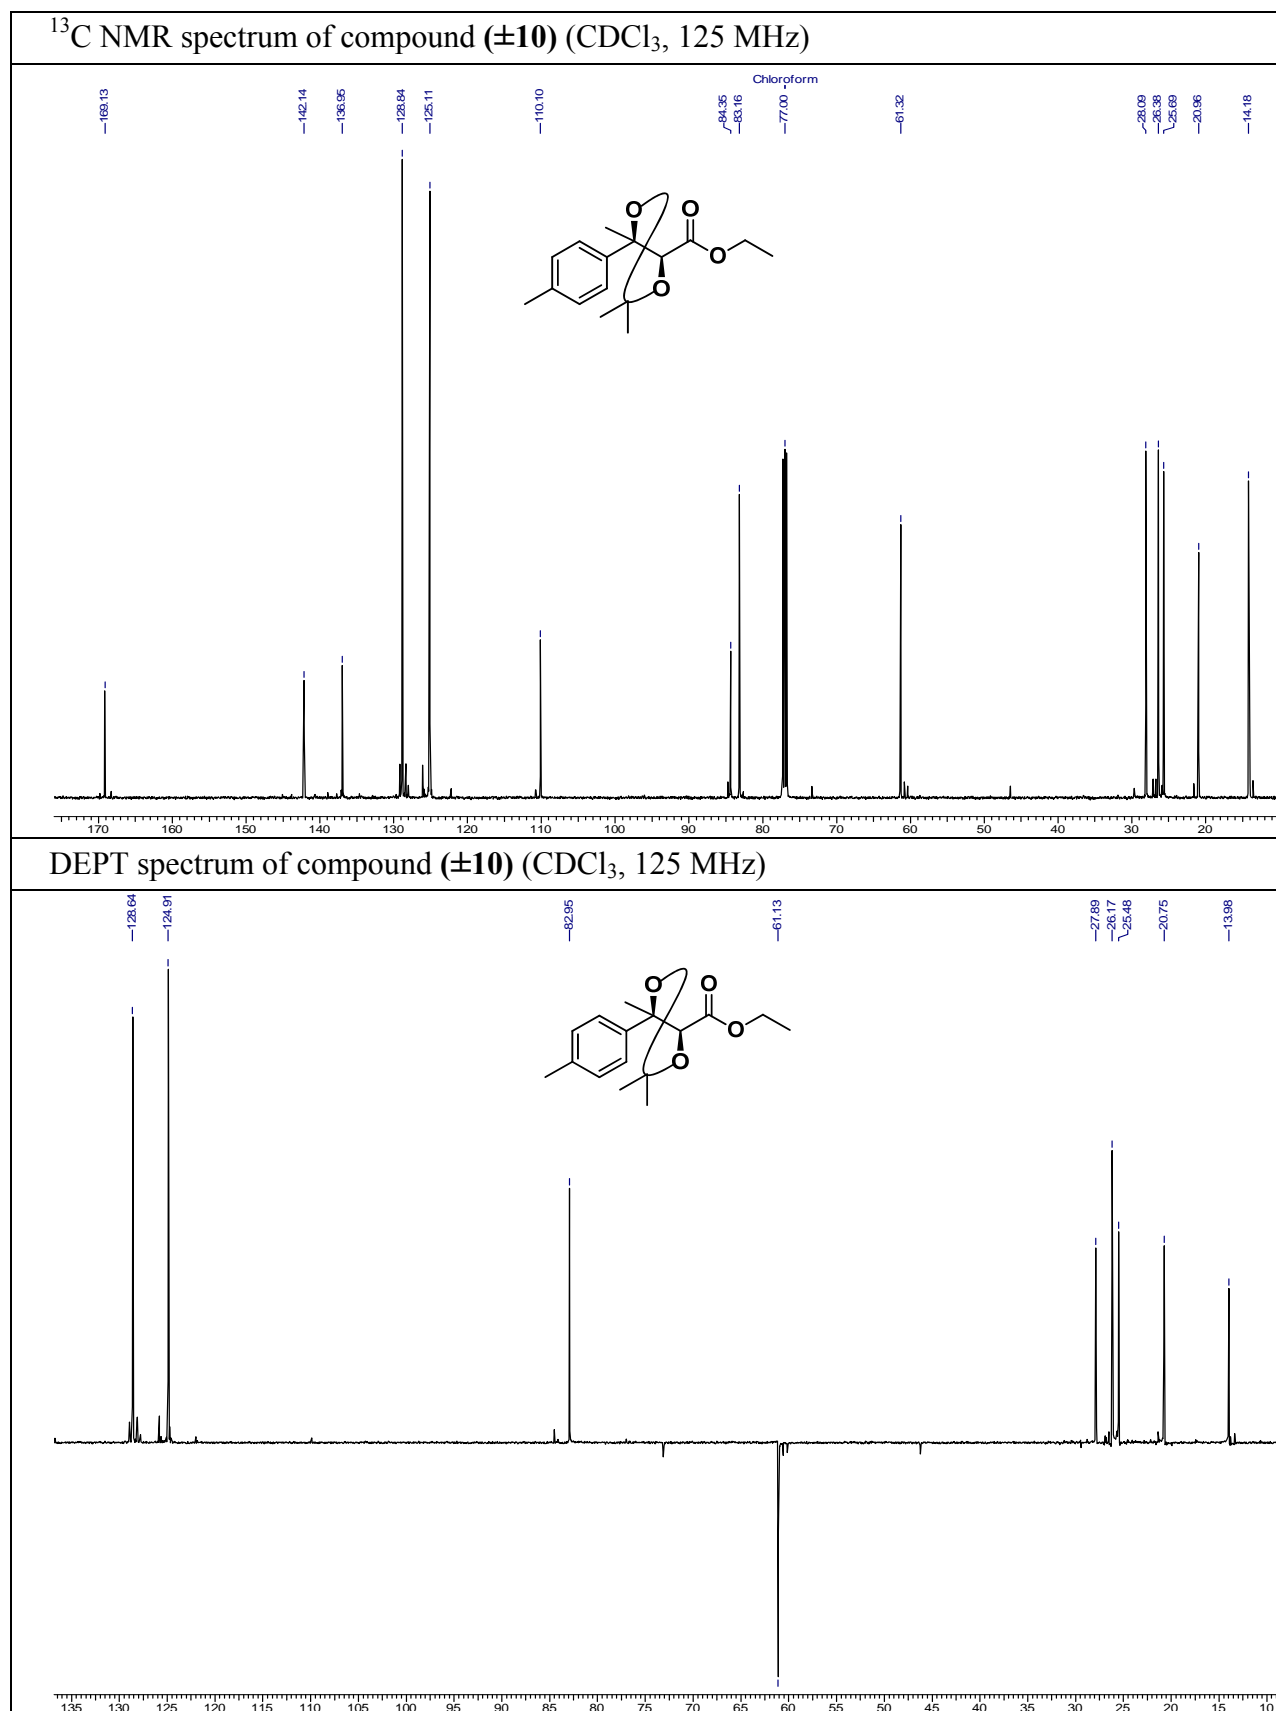 ¹³C NMR spectrum of compound (±10) (CDCl₃, 125 MHz)
Chloroform
169.13
142.14
136.95
128.84
125.11
110.10
84.35
83.16
77.00
61.32
28.09
26.38
25.69
20.96
14.18
O
O
O
O
170 160 150 140 130 120 110 100 90 80 70 60 50 40 30 20
DEPT spectrum of compound (±10) (CDCl₃, 125 MHz)
128.64
124.91
82.95
61.13
27.89
26.17
25.48
20.75
13.98
O
O
O
O
135 130 125 120 115 110 105 100 95 90 85 80 75 70 65 60 55 50 45 40 35 30 25 20 15 10